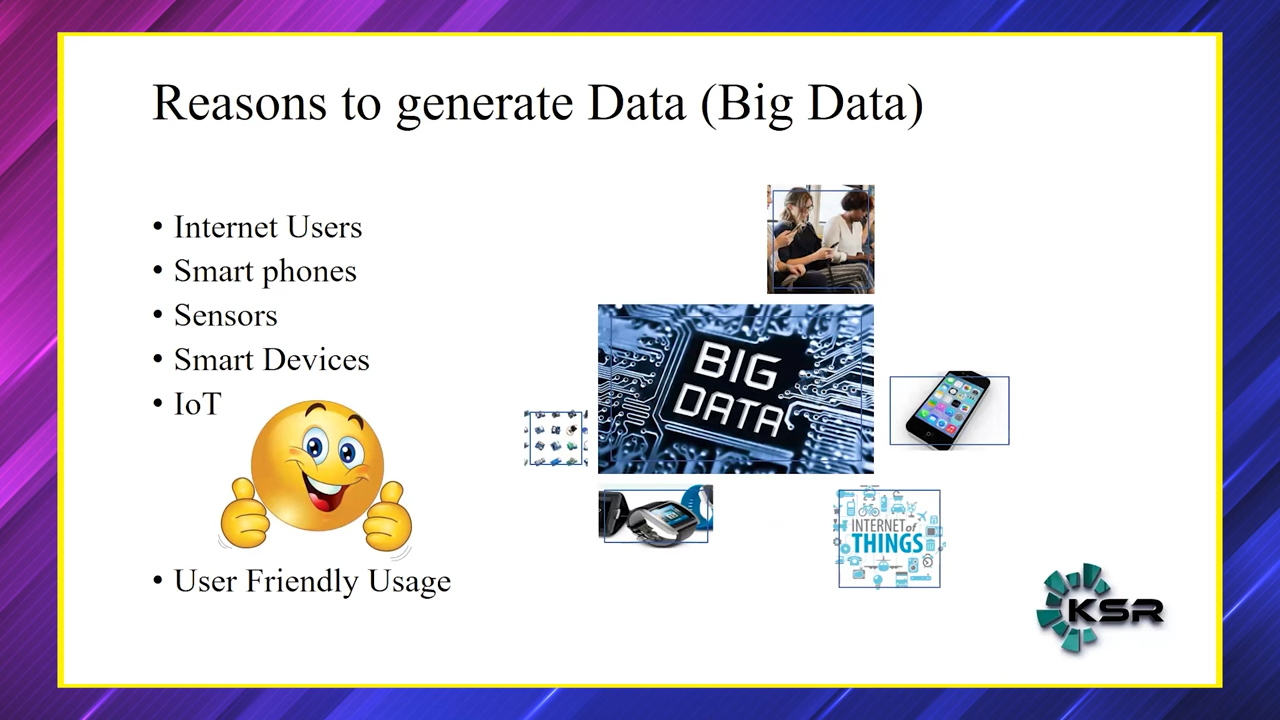 Reasons to generate Data (Big Data)
• Internet Users
• Smart phones
• Sensors
• Smart Devices
• IoT
• User Friendly Usage
BIG
DATA
INTERNET of
THINGS
KSR